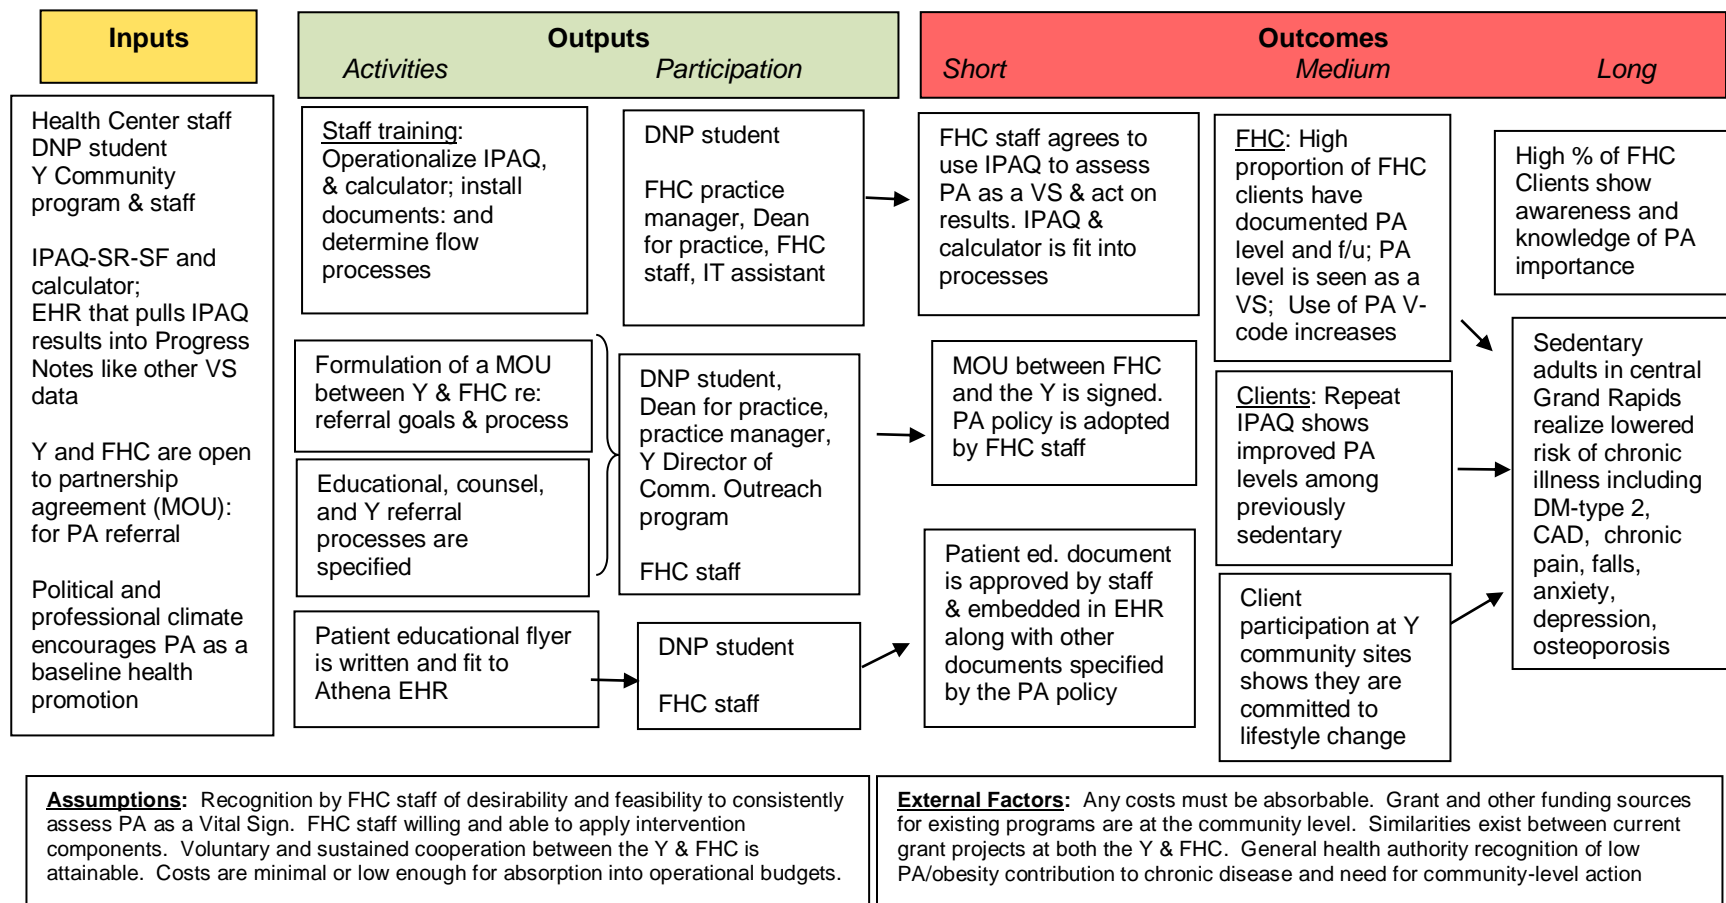 Inputs
Outputs
Activities
Participation
Outcomes
Short
Medium
Long
Health Center staff
DNP student
Y Community
program & staff
IPAQ-SR-SF and
calculator;
EHR that pulls IPAQ
results into Progress
Notes like other VS
data
Y and FHC are open
to partnership
agreement (MOU):
for PA referral
Political and
professional climate
encourages PA as a
baseline health
promotion
Staff training:
Operationalize IPAQ,
& calculator; install
documents: and
determine flow
processes
Formulation of a MOU
between Y & FHC re:
referral goals & process
Educational, counsel,
and Y referral
processes are
specified
Patient educational flyer
is written and fit to
Athena EHR
DNP student
FHC practice
manager, Dean
for practice, FHC
staff, IT assistant
DNP student,
Dean for practice,
practice manager,
Y Director of
Comm. Outreach
program
FHC staff
DNP student
FHC staff
FHC staff agrees to
use IPAQ to assess
PA as a VS & act on
results. IPAQ &
calculator is fit into
processes
MOU between FHC
and the Y is signed.
PA policy is adopted
by FHC staff
Patient ed. document
is approved by staff
& embedded in EHR
along with other
documents specified
by the PA policy
FHC: High
proportion of FHC
clients have
documented PA
level and f/u; PA
level is seen as a
VS; Use of PA V-
code increases
Clients: Repeat
IPAQ shows
improved PA
levels among
previously
sedentary
Client
participation at Y
community sites
shows they are
committed to
lifestyle change
High % of FHC
Clients show
awareness and
knowledge of PA
importance
Sedentary
adults in central
Grand Rapids
realize lowered
risk of chronic
illness including
DM-type 2,
CAD, chronic
pain, falls,
anxiety,
depression,
osteoporosis
Assumptions: Recognition by FHC staff of desirability and feasibility to consistently
assess PA as a Vital Sign. FHC staff willing and able to apply intervention
components. Voluntary and sustained cooperation between the Y & FHC is
attainable. Costs are minimal or low enough for absorption into operational budgets.
External Factors: Any costs must be absorbable. Grant and other funding sources
for existing programs are at the community level. Similarities exist between current
grant projects at both the Y & FHC. General health authority recognition of low
PA/obesity contribution to chronic disease and need for community-level action